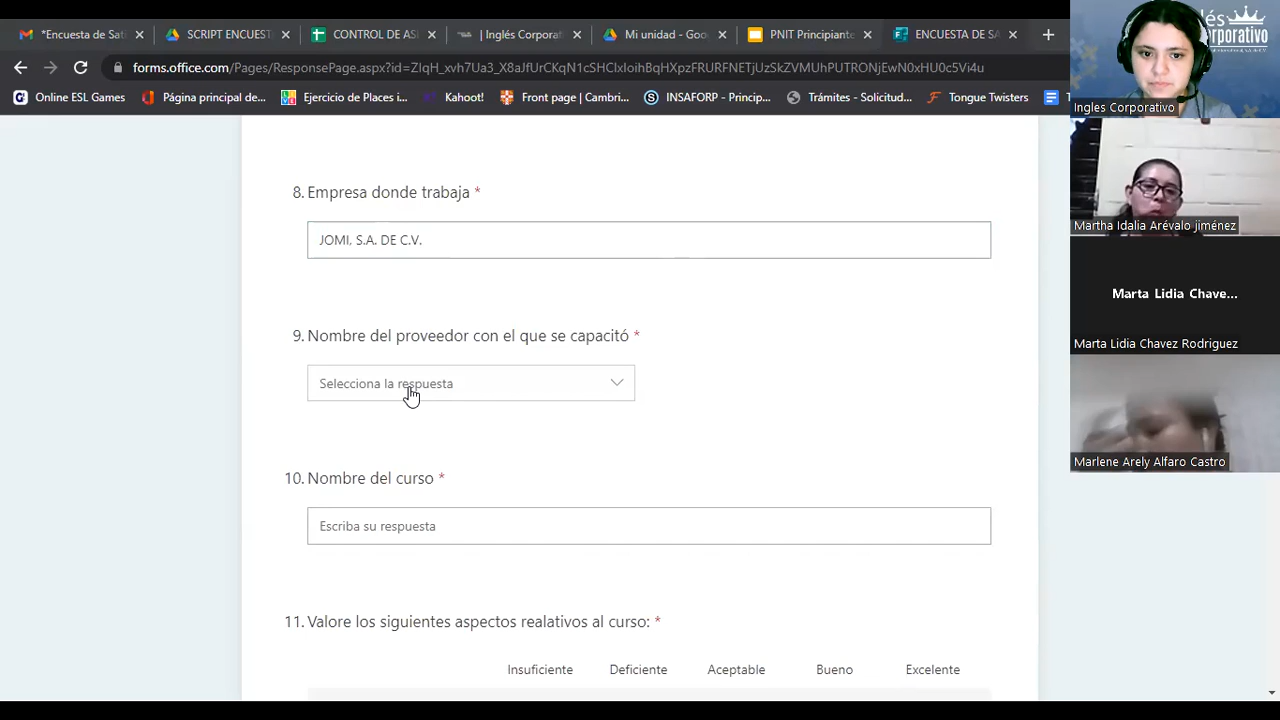 *Encuesta de Sat
SCRIPT ENCUEST
CONTROL DE ASI
| Inglés Corporat
Mi unidad - Goo
PNIT Principiante
ENCUESTA DE SA
forms.office.com/Pages/ResponsePage.aspx?id=ZIqH_
Online ESL Games
Página principal de...
Ejercicio de Places i...
Kahoot!
Front page | Cambri...
INSAFORP - Princip...
Trámites - Solicitud...
Tongue Twisters
8. Empresa donde trabaja *
JOMI, S.A. DE C.V.
9. Nombre del proveedor con el que se capacitó *
Selecciona la respuesta
10. Nombre del curso *
Escriba su respuesta
11. Valore los siguientes aspectos realativos al curso: *
Insuficiente Deficiente Aceptable Bueno Excelente
Ingles Corporativo
Martha Idalia Arévalo jiménez
Marta Lidia Chave...
Marta Lidia Chavez Rodriguez
Marlene Arely Alfaro Castro